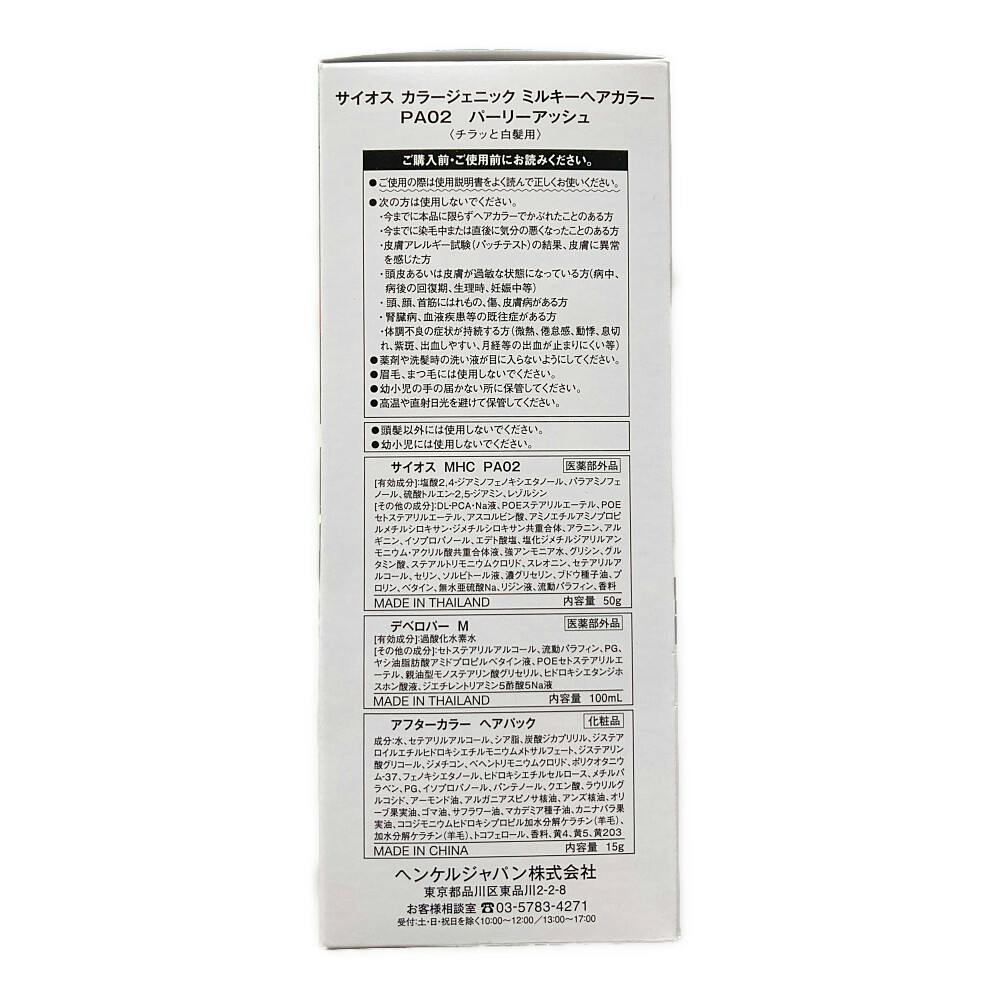 サイオス カラージェニック ミルキーヘアカラー
PA02 パーリーアッシュ
〈チラッと白髪用〉
ご購入前・ご使用前にお読みください。
●ご使用の際は使用説明書をよく読んで正しくお使いください。
●次の方は使用しないでください。
・今までに本品に限らずヘアカラーでかぶれたことのある方
・今までに染毛中または直後に気分の悪くなったことのある方
・皮膚アレルギー試験(パッチテスト)の結果、皮膚に異常
を感じた方
・頭皮あるいは皮膚が過敏な状態になっている方(病中、
病後の回復期、生理時、妊娠中等)
・頭、顔、首筋にはれもの、傷、皮膚病がある方
・腎臓病、血液疾患等の既往症がある方
・体調不良の症状が持続する方(微熱、倦怠感、動悸、息切
れ、紫斑、出血しやすい、月経等の出血が止まりにくい等)
●薬剤や洗髪時の洗い液が目に入らないようにしてください。
●眉毛、まつ毛には使用しないでください。
●幼小児の手の届かない所に保管してください。
●高温や直射日光を避けて保管してください。
●頭髪以外には使用しないでください。
●幼小児には使用しないでください。
サイオス MHC PA02 医薬部外品
[有効成分]:塩酸2,4-ジアミノフェノキシエタノール、パラアミノフェ
ノール、硫酸トルエン-2,5-ジアミン、レゾルシン
[その他の成分]:DL-PCA・Na液、POEステアリルエーテル、POE
セトステアリルエーテル、アスコルビン酸、アミノエチルアミノプロピ
ルメチルシロキサン・ジメチルシロキサン共重合体、アラニン、アル
ギニン、イソプロパノール、エデト酸塩、塩化ジメチルジアリルアン
モニウム・アクリル酸共重合体液、強アンモニア水、グリシン、グル
タミン酸、ステアルトリモニウムクロリド、スレオニン、セテアリルア
ルコール、セリン、ソルビトール液、濃グリセリン、ブドウ種子油、プ
ロリン、ベタイン、無水亜硫酸Na、リジン液、流動パラフィン、香料
MADE IN THAILAND 内容量 50g
デベロパー M 医薬部外品
[有効成分]:過酸化水素水
[その他の成分]:セトステアリルアルコール、流動パラフィン、PG、
ヤシ油脂肪酸アミドプロピルベタイン液、POEセトステアリルエ
ーテル、親油型モノステアリン酸グリセリル、ヒドロキシエタンジホ
スホン酸液、ジエチレントリアミン5酢酸5Na液
MADE IN THAILAND 内容量 100mL
アフターカラー ヘアパック 化粧品
成分:水、セテアリルアルコール、シア脂、炭酸ジカプリリル、ジステア
ロイルエチルヒドロキシエチルモニウムメトサルフェート、ジステアリン
酸グリコール、ジメチコン、ベヘントリモニウムクロリド、ポリクオタニウ
ム-37、フェノキシエタノール、ヒドロキシエチルセルロース、メチルパ
ラベン、PG、イソプロパノール、パンテノール、クエン酸、ラウリルグ
ルコシド、アーモンド油、アルガニアスピノサ核油、アンズ核油、オリ
ーブ果実油、ゴマ油、サフラワー油、マカデミア種子油、カニナバラ果
実油、ココジモニウムヒドロキシプロピル加水分解ケラチン(羊毛)、
加水分解ケラチン(羊毛)、トコフェロール、香料、黄4、黄5、黄203
MADE IN CHINA 内容量 15g
ヘンケルジャパン株式会社
東京都品川区東品川2-2-8
お客様相談室 ☎03-5783-4271
受付:土・日・祝日を除く10:00~12:00/13:00~17:00